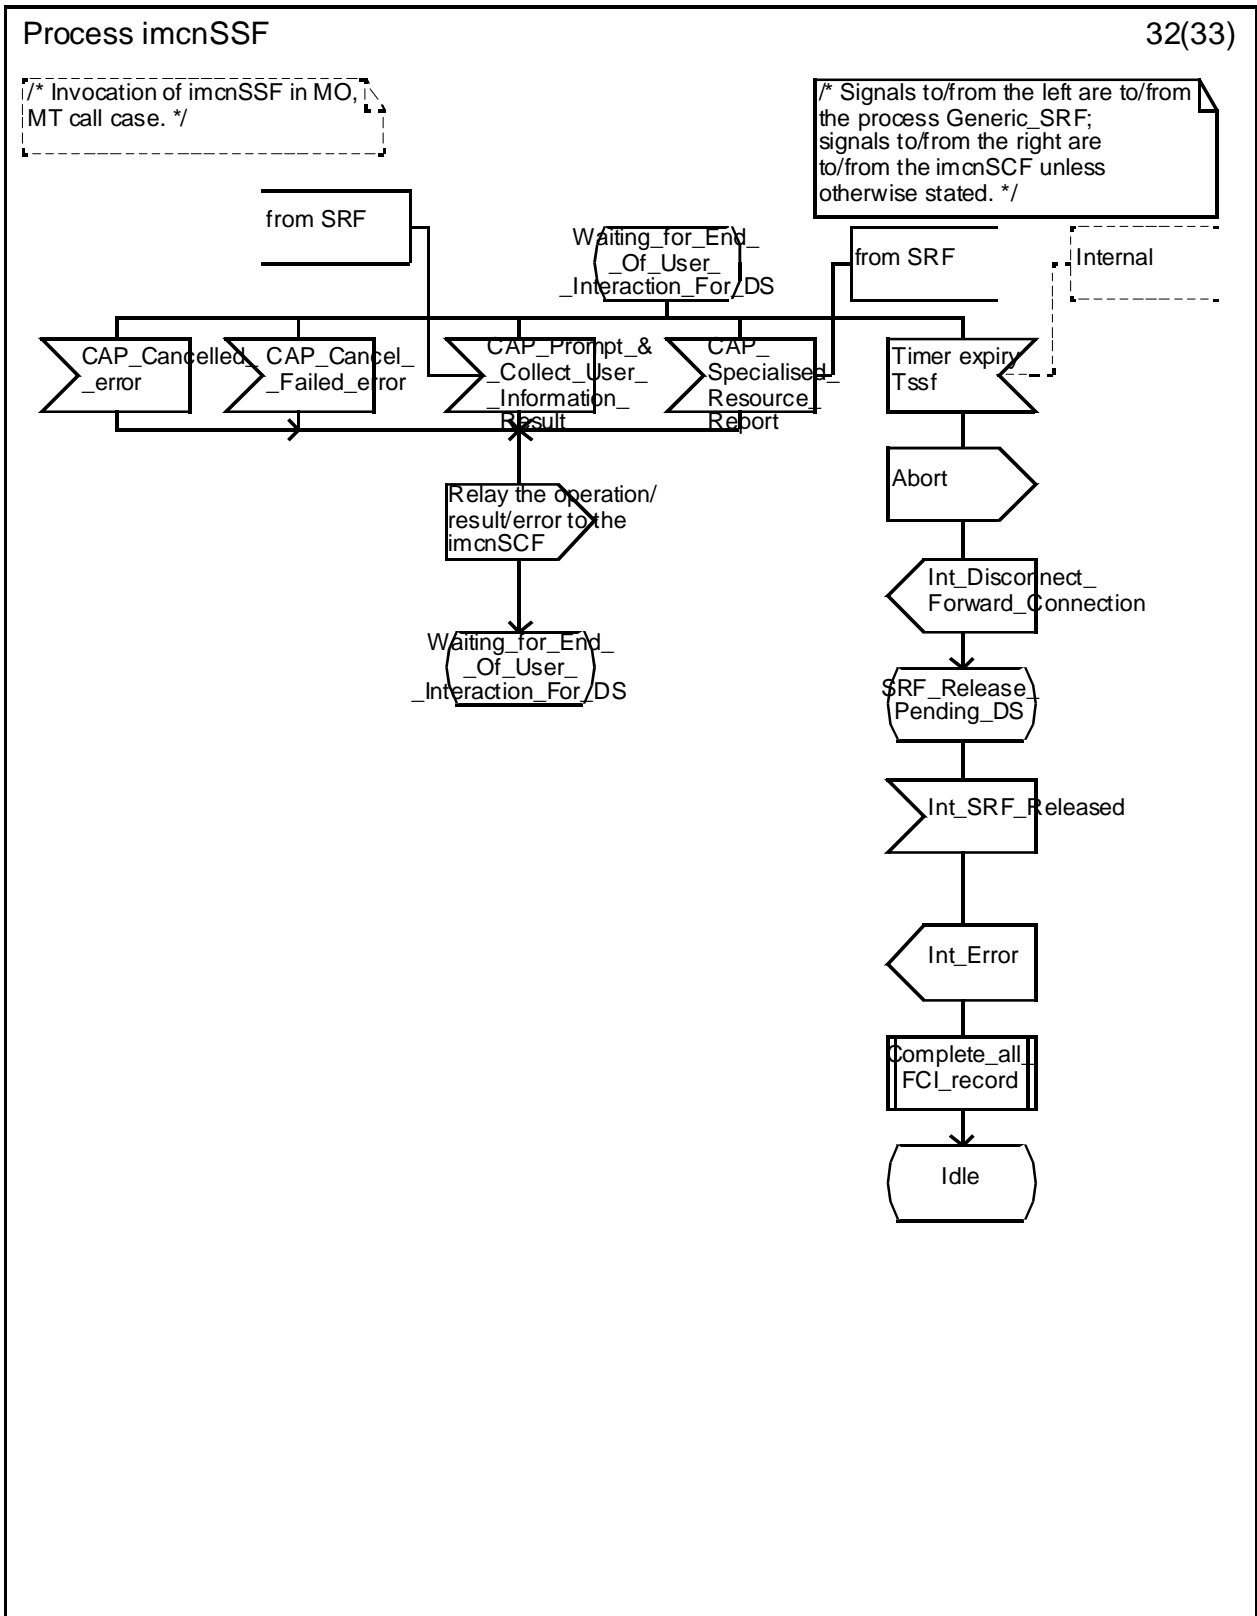 Process imcnSSF
32(33)
/* Invocation of imcnSSF in MO,
MT call case. */
/* Signals to/from the left are to/from
the process Generic_SRF;
signals to/from the right are
to/from the imcnSCF unless
otherwise stated. */
from SRF
Waiting_for_End_
_Of_User_
_Interaction_For_DS
from SRF
Internal
CAP_Cancelled_
_error
CAP_Cancel_
_Failed_error
CAP_Prompt_&
_Collect_User_
_Information_
_Result
CAP_
Specialised_
Resource_
Report
Timer expiry
Tssf
Abort
Relay the operation/
result/error to the
imcnSCF
Int_Disconnect_
Forward_Connection
Waiting_for_End_
_Of_User_
_Interaction_For_DS
SRF_Release_
Pending_DS
Int_SRF_Released
Int_Error
Complete_all_
FCI_record
Idle